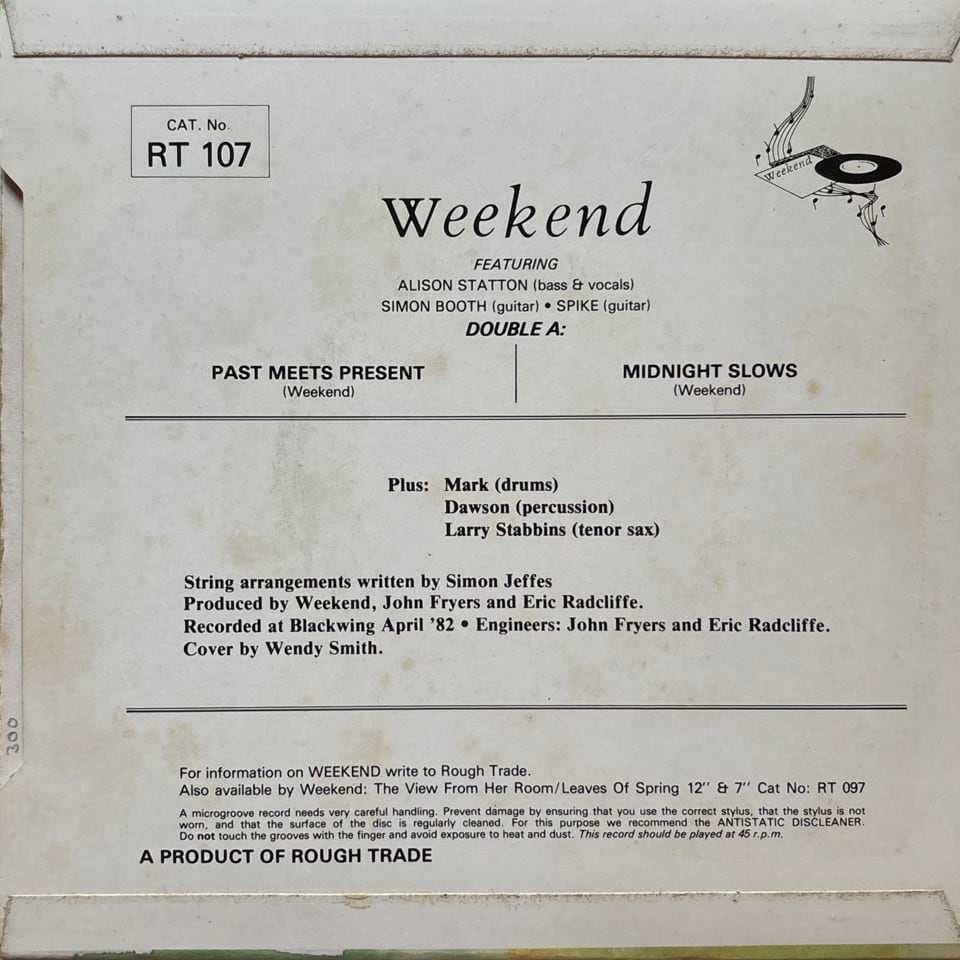 CAT. No.
RT 107
Weekend
Weekend
FEATURING
ALISON STATTON (bass & vocals)
SIMON BOOTH (guitar) • SPIKE (guitar)
DOUBLE A:
PAST MEETS PRESENT
(Weekend)
MIDNIGHT SLOWS
(Weekend)
Plus: Mark (drums)
Dawson (percussion)
Larry Stabbins (tenor sax)
String arrangements written by Simon Jeffes
Produced by Weekend, John Fryers and Eric Radcliffe.
Recorded at Blackwing April '82 • Engineers: John Fryers and Eric Radcliffe.
Cover by Wendy Smith.
300
For information on WEEKEND write to Rough Trade.
Also available by Weekend: The View From Her Room/Leaves Of Spring 12" & 7" Cat No: RT 097
A microgroove record needs very careful handling. Prevent damage by ensuring that you use the correct stylus, that the stylus is not
worn, and that the surface of the disc is regularly cleaned. For this purpose we recommend the ANTISTATIC DISCLEANER.
Do not touch the grooves with the finger and avoid exposure to heat and dust. This record should be played at 45 r.p.m.
A PRODUCT OF ROUGH TRADE